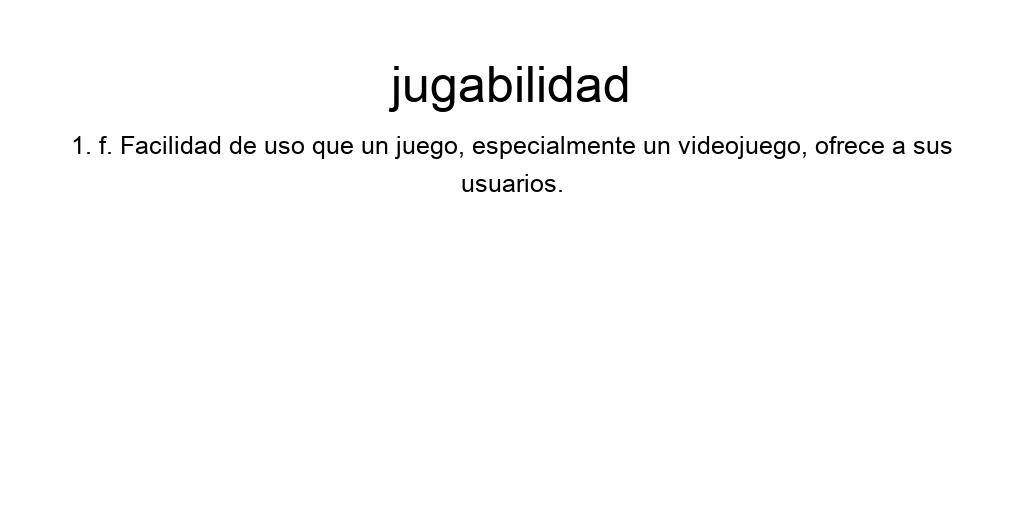 jugabilidad
1. f. Facilidad de uso que un juego, especialmente un videojuego, ofrece a sus
usuarios.